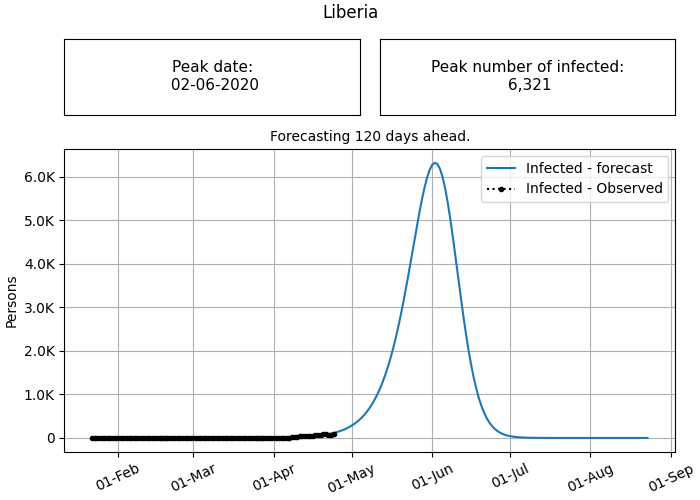 Liberia
Peak date:
02-06-2020
Peak number of infected:
6,321
Forecasting 120 days ahead.
Infected - forecast
Infected - Observed
Persons
6.0K
5.0K
4.0K
3.0K
2.0K
1.0K
0
01-Feb
01-Mar
01-Apr
01-May
01-Jun
01-Jul
01-Aug
01-Sep